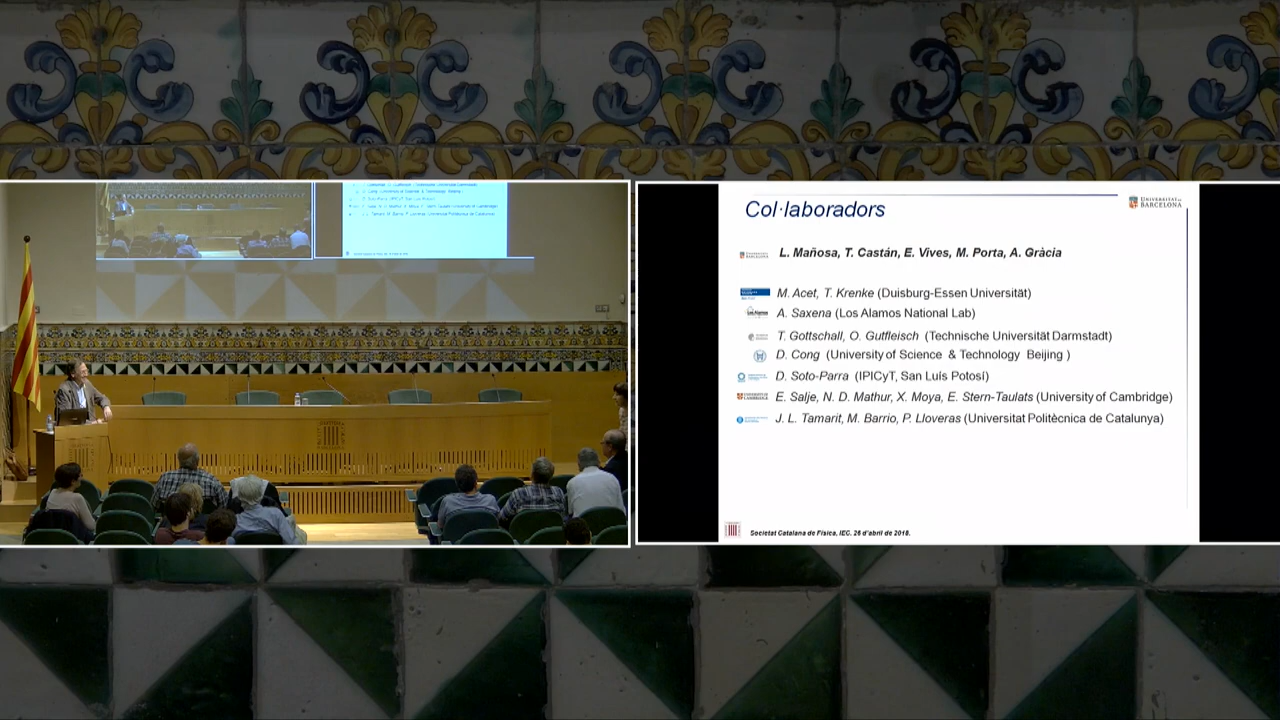 Col·laboradors
UNIVERSITAT DE
BARCELONA
L. Mañosa, T. Castán, E. Vives, M. Porta, A. Gràcia
M. Acet, T. Krenke (Duisburg-Essen Universität)
A. Saxena (Los Alamos National Lab)
T. Gottschall, O. Gutfleisch (Technische Universität Darmstadt)
D. Cong (University of Science & Technology Beijing )
D. Soto-Parra (IPICyT, San Luís Potosí)
E. Salje, N. D. Mathur, X. Moya, E. Stern-Taulats (University of Cambridge)
J. L. Tamarit, M. Barrio, P. Lloveras (Universitat Politècnica de Catalunya)
Societat Catalana de Física, IEC. 26 d'abril de 2018.